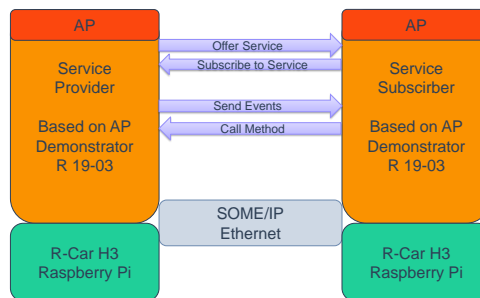 AP
Service
Provider
Based on AP
Demonstrator
R 19-03
R-Car H3
Raspberry Pi
Offer Service
Subscribe to Service
Send Events
Call Method
SOME/IP
Ethernet
AP
Service
Subscirber
Based on AP
Demonstrator
R 19-03
R-Car H3
Raspberry Pi